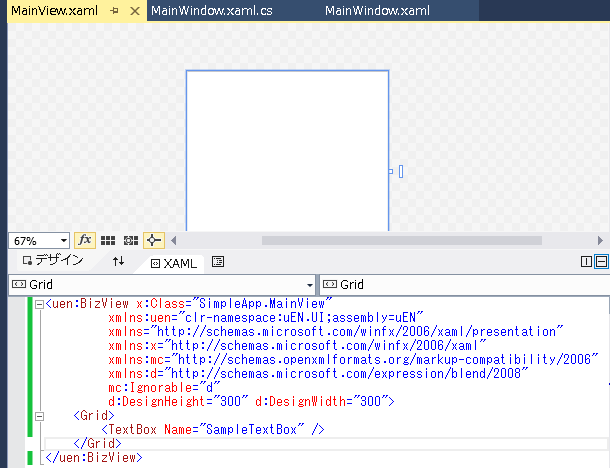 MainView.xaml MainWindow.xaml.cs MainWindow.xaml
67% fx
デザイン XAML
Grid Grid
<uen:BizView x:Class="SimpleApp.MainView"
xmlns:uen="clr-namespace:uEN.UI;assembly=uEN"
xmlns="http://schemas.microsoft.com/winfx/2006/xaml/presentation"
xmlns:x="http://schemas.microsoft.com/winfx/2006/xaml"
xmlns:mc="http://schemas.openxmlformats.org/markup-compatibility/2006"
xmlns:d="http://schemas.microsoft.com/expression/blend/2008"
mc:Ignorable="d"
d:DesignHeight="300" d:DesignWidth="300">
<Grid>
<TextBox Name="SampleTextBox" />
</Grid>
</uen:BizView>